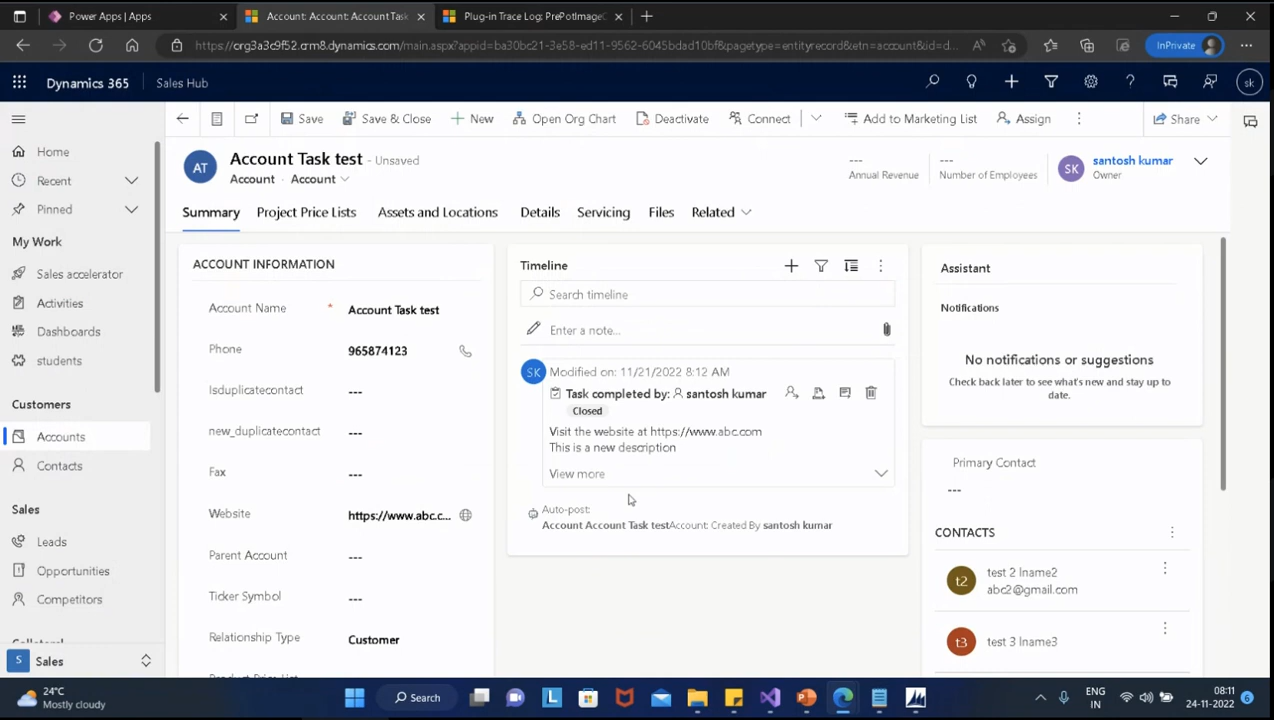 Power Apps | Apps
Account: Account: Account Task
Plug-in Trace Log: PrePotImage
https://org3a3c9f52.crm8.dynamics.com/main.aspx?appid=ba30bc21-3e58-ed11-9562-6045bdad10bf&pagetype=entityrecord&etn=account&id=d...
InPrivate
Dynamics 365
Sales Hub
sk
Save
Save & Close
New
Open Org Chart
Deactivate
Connect
Add to Marketing List
Assign
Share
Home
Recent
Pinned
My Work
Sales accelerator
Activities
Dashboards
students
Customers
Accounts
Contacts
Sales
Leads
Opportunities
Competitors
S
Sales
AT
Account Task test - Unsaved
Account · Account
---
Annual Revenue
---
Number of Employees
SK
santosh kumar
Owner
Summary
Project Price Lists
Assets and Locations
Details
Servicing
Files
Related
ACCOUNT INFORMATION
Account Name * Account Task test
Phone 965874123
Isduplicatecontact ---
new_duplicatecontact ---
Fax ---
Website https://www.abc.c...
Parent Account ---
Ticker Symbol ---
Relationship Type Customer
Timeline
Search timeline
Enter a note...
SK
Modified on: 11/21/2022 8:12 AM
Task completed by: santosh kumar
Closed
Visit the website at https://www.abc.com
This is a new description
View more
Auto-post:
Account Account Task testAccount: Created By santosh kumar
Assistant
Notifications
No notifications or suggestions
Check back later to see what's new and stay up to
date.
Primary Contact
---
CONTACTS
t2
test 2 lname2
abc2@gmail.com
t3
test 3 lname3
24°C
Mostly cloudy
Search
ENG
IN
08:11
24-11-2022
6